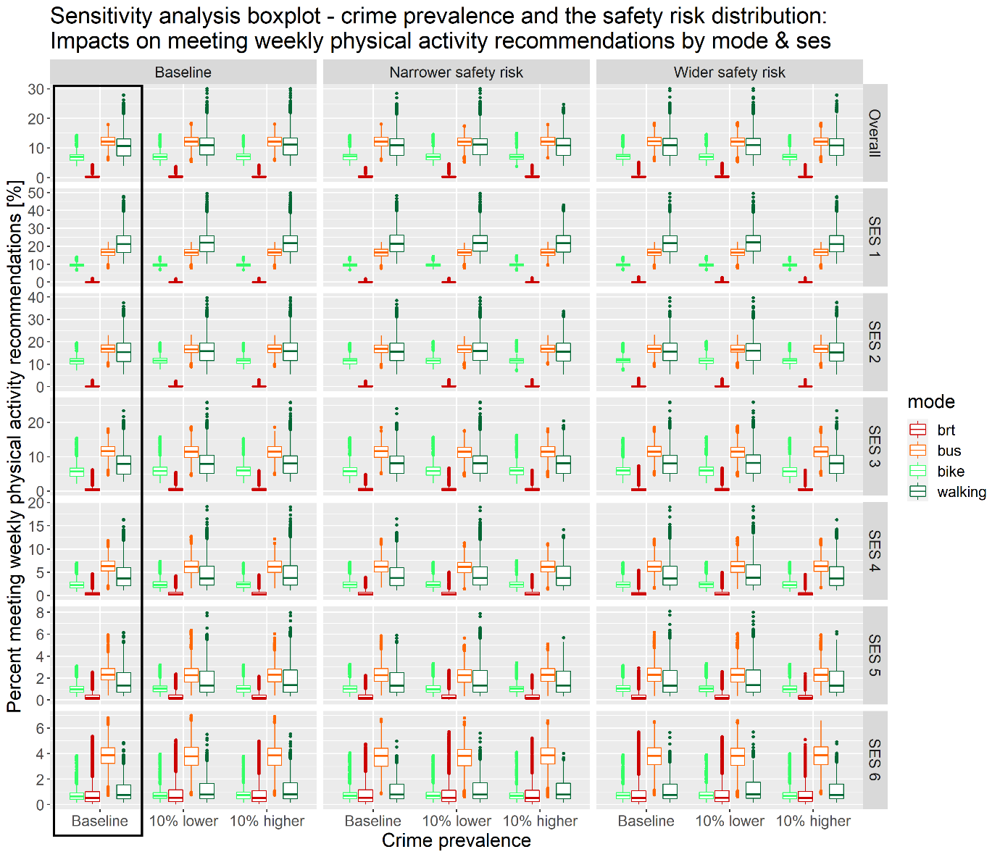 Sensitivity analysis boxplot - crime prevalence and the safety risk distribution:
Impacts on meeting weekly physical activity recommendations by mode & ses
Baseline
Narrower safety risk
Wider safety risk
Percent meeting weekly physical activity recommendations [%]
30
20
10
0
Overall
50
40
30
20
10
0
SES 1
40
30
20
10
0
SES 2
20
10
0
SES 3
20
15
10
5
0
SES 4
8
6
4
2
0
SES 5
6
4
2
0
SES 6
Baseline 10% lower 10% higher
Baseline 10% lower 10% higher
Baseline 10% lower 10% higher
Crime prevalence
mode
brt
bus
bike
walking